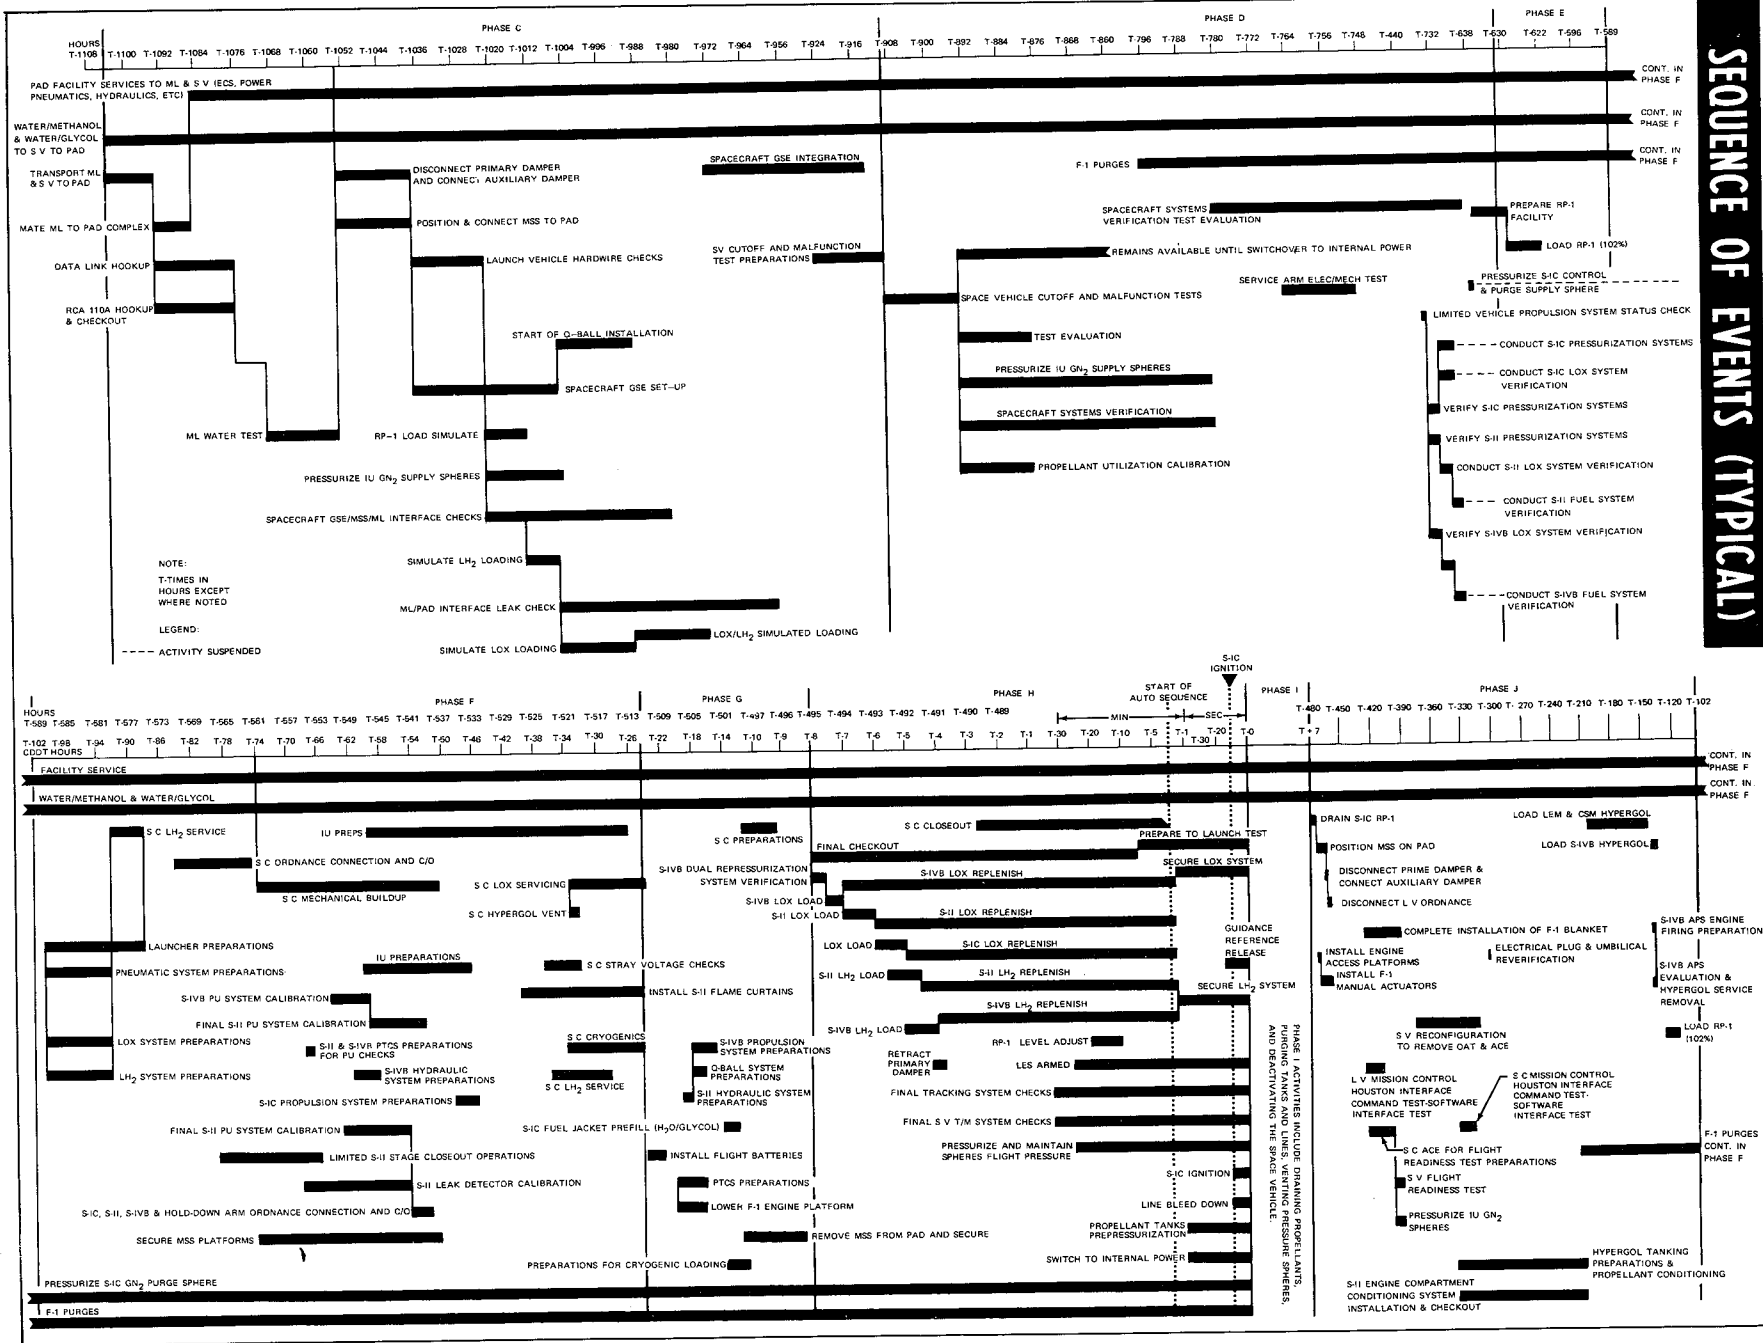 SEQUENCE OF EVENTS (TYPICAL)
PHASE C
PHASE D
PHASE E
HOURS
T-1108 T-1100 T-1092 T-1084 T-1076 T-1068 T-1060 T-1052 T-1044 T-1036 T-1028 T-1020 T-1012 T-1004 T-996 T-988 T-980 T-972 T-964 T-956 T-924 T-916 T-908 T-900 T-892 T-884 T-876 T-868 T-860 T-796 T-788 T-780 T-772 T-764 T-756 T-748 T-440 T-732 T-638 T-630 T-622 T-596 T-589
PAD FACILITY SERVICES TO ML & S V (ECS, POWER
PNEUMATICS, HYDRAULICS, ETC)
CONT. IN
PHASE F
WATER/METHANOL
& WATER/GLYCOL
TO S V TO PAD
CONT. IN
PHASE F
TRANSPORT ML
& S V TO PAD
DISCONNECT PRIMARY DAMPER
AND CONNECT AUXILIARY DAMPER
SPACECRAFT GSE INTEGRATION
F-1 PURGES
CONT. IN
PHASE F
MATE ML TO PAD COMPLEX
POSITION & CONNECT MSS TO PAD
SPACECRAFT SYSTEMS
VERIFICATION TEST EVALUATION
PREPARE RP-1
FACILITY
LOAD RP-1 (102%)
DATA LINK HOOKUP
LAUNCH VEHICLE HARDWIRE CHECKS
SV CUTOFF AND MALFUNCTION
TEST PREPARATIONS
REMAINS AVAILABLE UNTIL SWITCHOVER TO INTERNAL POWER
SERVICE ARM ELEC/MECH TEST
PRESSURIZE S-IC CONTROL
& PURGE SUPPLY SPHERE
RCA 110A HOOKUP
& CHECKOUT
SPACE VEHICLE CUTOFF AND MALFUNCTION TESTS
LIMITED VEHICLE PROPULSION SYSTEM STATUS CHECK
START OF Q-BALL INSTALLATION
TEST EVALUATION
CONDUCT S-IC PRESSURIZATION SYSTEMS
SPACECRAFT GSE SET-UP
PRESSURIZE IU GN2 SUPPLY SPHERES
CONDUCT S-IC LOX SYSTEM
VERIFICATION
VERIFY S-IC PRESSURIZATION SYSTEMS
ML WATER TEST
RP-1 LOAD SIMULATE
SPACECRAFT SYSTEMS VERIFICATION
VERIFY S-II PRESSURIZATION SYSTEMS
PRESSURIZE IU GN2 SUPPLY SPHERES
PROPELLANT UTILIZATION CALIBRATION
CONDUCT S-II LOX SYSTEM VERIFICATION
SPACECRAFT GSE/MSS/ML INTERFACE CHECKS
CONDUCT S-II FUEL SYSTEM
VERIFICATION
SIMULATE LH2 LOADING
VERIFY S-IVB LOX SYSTEM VERIFICATION
NOTE:
T-TIMES IN
HOURS EXCEPT
WHERE NOTED
ML/PAD INTERFACE LEAK CHECK
CONDUCT S-IVB FUEL SYSTEM
VERIFICATION
LEGEND:
---- ACTIVITY SUSPENDED
LOX/LH2 SIMULATED LOADING
SIMULATE LOX LOADING
S-IC
IGNITION
PHASE F
PHASE G
PHASE H
START OF
AUTO SEQUENCE
PHASE I
PHASE J
HOURS
T-589 T-585 T-581 T-577 T-573 T-569 T-565 T-561 T-557 T-553 T-549 T-545 T-541 T-537 T-533 T-529 T-525 T-521 T-517 T-513 T-509 T-505 T-501 T-497 T-496 T-495 T-494 T-493 T-492 T-491 T-490 T-489
MIN SEC
T-480 T-450 T-420 T-390 T-360 T-330 T-300 T-270 T-240 T-210 T-180 T-150 T-120 T-102
T-102 T-98 T-94 T-90 T-86 T-82 T-78 T-74 T-70 T-66 T-62 T-58 T-54 T-50 T-46 T-42 T-38 T-34 T-30 T-26 T-22 T-18 T-14 T-10 T-9 T-8 T-7 T-6 T-5 T-4 T-3 T-2 T-1 T-30 T-20 T-10 T-5 T-1 T-30 T-20 T-0 T+7
CDDT HOURS
FACILITY SERVICE
CONT. IN
PHASE F
WATER/METHANOL & WATER/GLYCOL
CONT. IN
PHASE F
S C LH2 SERVICE
IU PREPS
S C PREPARATIONS
S C CLOSEOUT
PREPARE TO LAUNCH TEST
DRAIN S-IC RP-1
LOAD LEM & CSM HYPERGOL
FINAL CHECKOUT
POSITION MSS ON PAD
LOAD S-IVB HYPERGOL
S C ORDNANCE CONNECTION AND C/O
S-IVB DUAL REPRESSURIZATION
SYSTEM VERIFICATION
SECURE LOX SYSTEM
DISCONNECT PRIME DAMPER &
CONNECT AUXILIARY DAMPER
S C MECHANICAL BUILDUP
S C LOX SERVICING
S-IVB LOX REPLENISH
S-IVB LOX LOAD
DISCONNECT L V ORDNANCE
S C HYPERGOL VENT
S-II LOX LOAD
S-II LOX REPLENISH
GUIDANCE
REFERENCE
RELEASE
S-IVB APS ENGINE
FIRING PREPARATION
COMPLETE INSTALLATION OF F-1 BLANKET
LAUNCHER PREPARATIONS
LOX LOAD
S-IC LOX REPLENISH
INSTALL ENGINE
ACCESS PLATFORMS
ELECTRICAL PLUG & UMBILICAL
REVERIFICATION
PNEUMATIC SYSTEM PREPARATIONS
IU PREPARATIONS
S C STRAY VOLTAGE CHECKS
S-II LH2 LOAD
S-II LH2 REPLENISH
INSTALL F-1
MANUAL ACTUATORS
S-IVB APS
EVALUATION &
HYPERGOL SERVICE
REMOVAL
S-IVB PU SYSTEM CALIBRATION
INSTALL S-II FLAME CURTAINS
SECURE LH2 SYSTEM
S-IVB LH2 REPLENISH
FINAL S-II PU SYSTEM CALIBRATION
S-IVB LH2 LOAD
S V RECONFIGURATION
TO REMOVE OAT & ACE
LOAD RP-1
(102%)
LOX SYSTEM PREPARATIONS
S-II & S-IVB PTCS PREPARATIONS
FOR PU CHECKS
S C CRYOGENICS
S-IVB PROPULSION
SYSTEM PREPARATIONS
RP-1 LEVEL ADJUST
LH2 SYSTEM PREPARATIONS
S-IVB HYDRAULIC
SYSTEM PREPARATIONS
S C LH2 SERVICE
Q-BALL SYSTEM
PREPARATIONS
RETRACT
PRIMARY
DAMPER
LES ARMED
L V MISSION CONTROL
HOUSTON INTERFACE
COMMAND TEST-SOFTWARE
INTERFACE TEST
S C MISSION CONTROL
HOUSTON INTERFACE
COMMAND TEST-
SOFTWARE
INTERFACE TEST
S-IC PROPULSION SYSTEM PREPARATIONS
S-II HYDRAULIC SYSTEM
PREPARATIONS
FINAL TRACKING SYSTEM CHECKS
FINAL S-II PU SYSTEM CALIBRATION
S-IC FUEL JACKET PREFILL (H2O/GLYCOL)
FINAL S V T/M SYSTEM CHECKS
F-1 PURGES
CONT. IN
PHASE F
LIMITED S-II STAGE CLOSEOUT OPERATIONS
INSTALL FLIGHT BATTERIES
PRESSURIZE AND MAINTAIN
SPHERES FLIGHT PRESSURE
S C ACE FOR FLIGHT
READINESS TEST PREPARATIONS
S-II LEAK DETECTOR CALIBRATION
PTCS PREPARATIONS
S-IC IGNITION
S V FLIGHT
READINESS TEST
S-IC, S-II, S-IVB & HOLD-DOWN ARM ORDNANCE CONNECTION AND C/O
LOWER F-1 ENGINE PLATFORM
LINE BLEED DOWN
PRESSURIZE IU GN2
SPHERES
SECURE MSS PLATFORMS
REMOVE MSS FROM PAD AND SECURE
PROPELLANT TANKS
PREPRESSURIZATION
PREPARATIONS FOR CRYOGENIC LOADING
SWITCH TO INTERNAL POWER
HYPERGOL TANKING
PREPARATIONS &
PROPELLANT CONDITIONING
PRESSURIZE S-IC GN2 PURGE SPHERE
S-II ENGINE COMPARTMENT
CONDITIONING SYSTEM
INSTALLATION & CHECKOUT
F-1 PURGES
PHASE I ACTIVITIES INCLUDE DRAINING PROPELLANTS,
PURGING TANKS AND LINES, VENTING PRESSURE SPHERES,
AND DEACTIVATING THE SPACE VEHICLE.